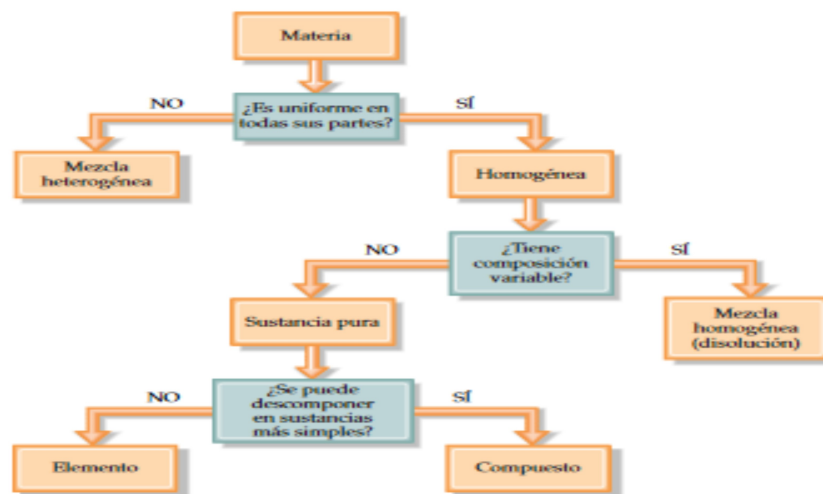 Materia
NO
¿Es uniforme en
todas sus partes?
SÍ
Mezcla
heterogénea
Homogénea
NO
¿Tiene
composición
variable?
SÍ
Sustancia pura
Mezcla
homogénea
(disolución)
NO
¿Se puede
descomponer
en sustancias
más simples?
SÍ
Elemento
Compuesto